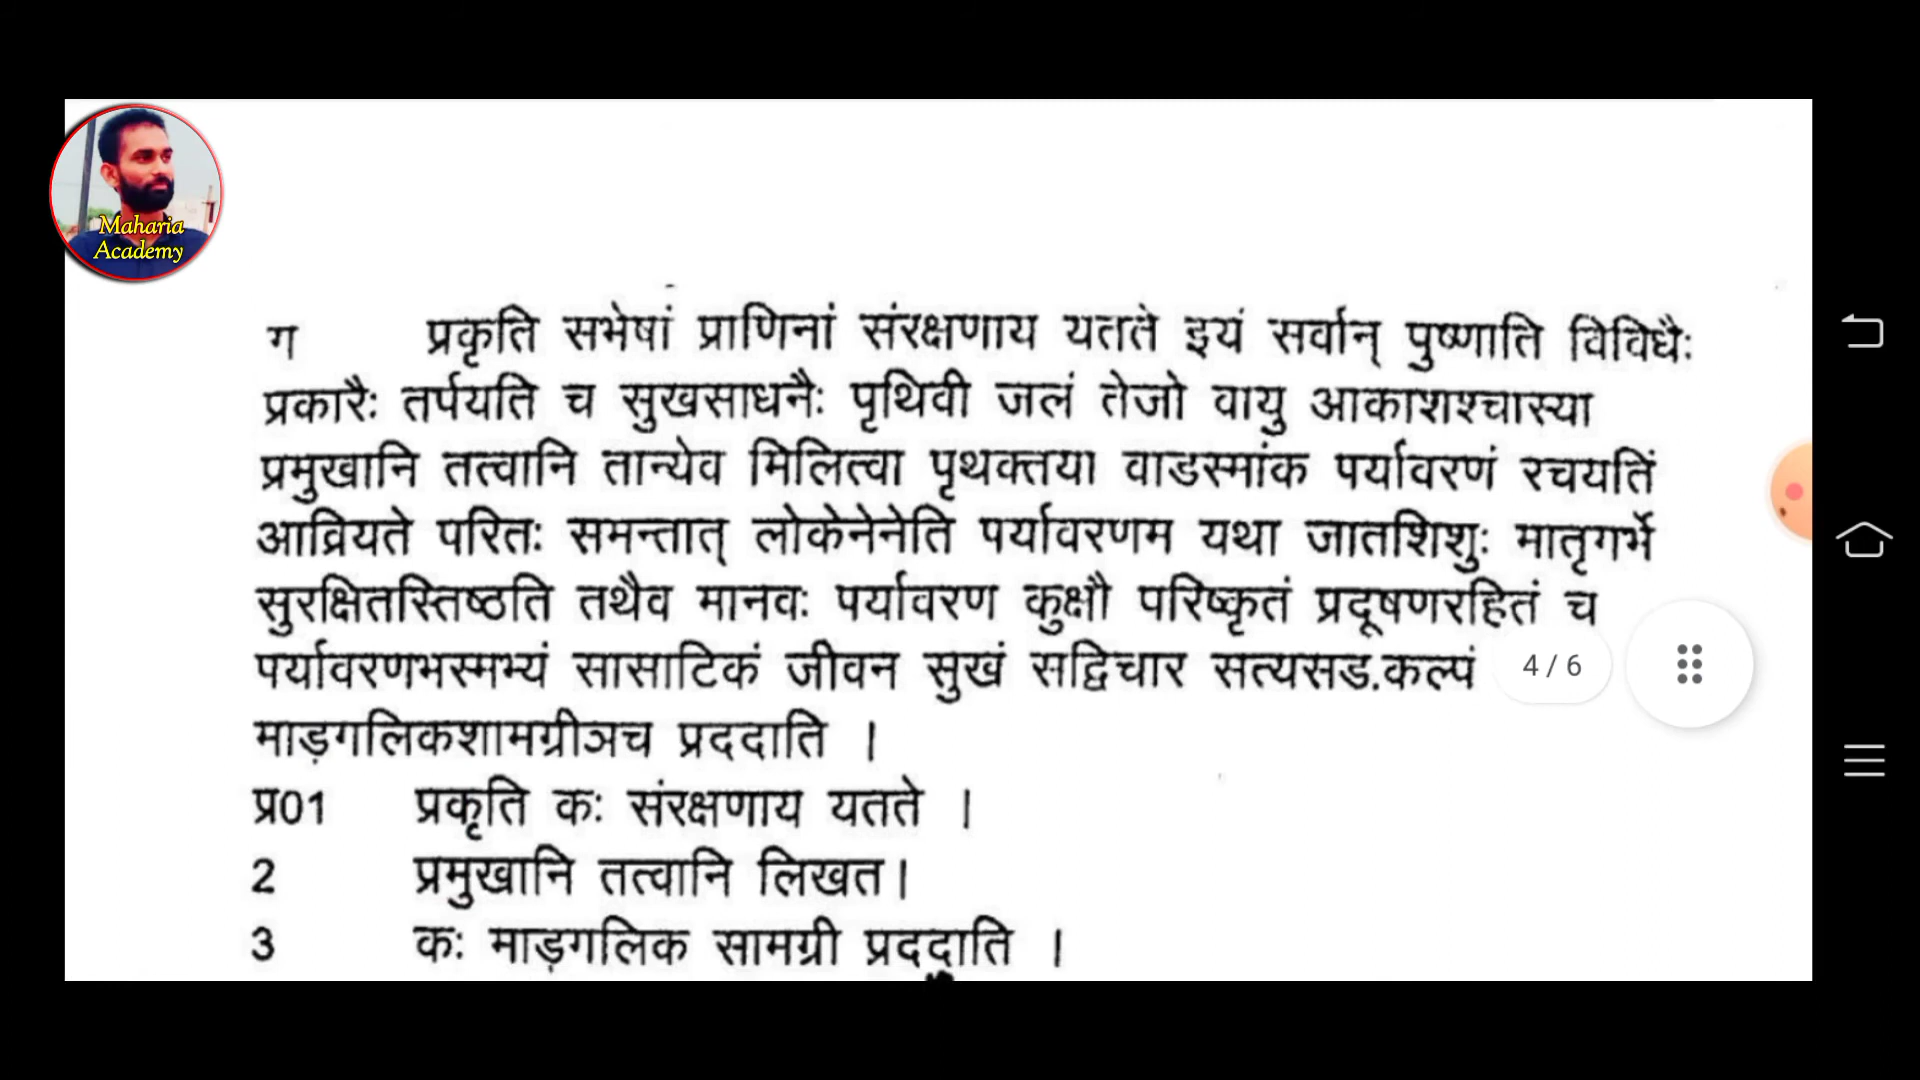 Maharia
Academy
ग प्रकृति सभेषां प्राणिनां संरक्षणाय यतते इयं सर्वान् पुष्णाति विविधैः
प्रकारैः तर्पयति च सुखसाधनैः पृथिवी जलं तेजो वायु आकाशश्चास्या
प्रमुखानि तत्वानि तान्येव मिलित्वा पृथक्तया वाडस्मांक पर्यावरणं रचयतिं
आव्रियते परितः समन्तात् लोकेनेनेति पर्यावरणम यथा जातशिशुः मातृगर्भे
सुरक्षितस्तिष्ठति तथैव मानवः पर्यावरण कुक्षौ परिष्कृतं प्रदूषणरहितं च
पर्यावरणभस्मभ्यं सासाटिकं जीवन सुखं सद्विचार सत्यसड.कल्पं
4 / 6
माड़गलिकशामग्रीञच प्रददाति ।
प्र01 प्रकृति कः संरक्षणाय यतते ।
2 प्रमुखानि तत्वानि लिखत।
3 कः माड़गलिक सामग्री प्रददाति ।